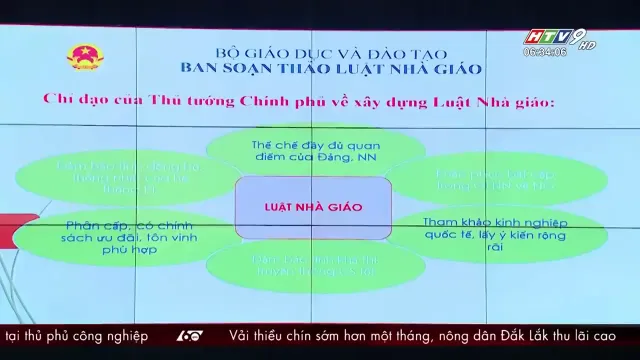 HTV9 HD
06:34:06
BỘ GIÁO DỤC VÀ ĐÀO TẠO
BAN SOẠN THẢO LUẬT NHÀ GIÁO
Chỉ đạo của Thủ tướng Chính phủ về xây dựng Luật Nhà giáo:
Thể chế đầy đủ quan
điểm của Đảng, NN
LUẬT NHÀ GIÁO
Phân cấp, có chính
sách ưu đãi, tôn vinh
phù hợp
Tham khảo kinh nghiệp
quốc tế, lấy ý kiến rộng
rãi
tại thủ phủ công nghiệp
60
Vải thiều chín sớm hơn một tháng, nông dân Đắk Lắk thu lãi cao